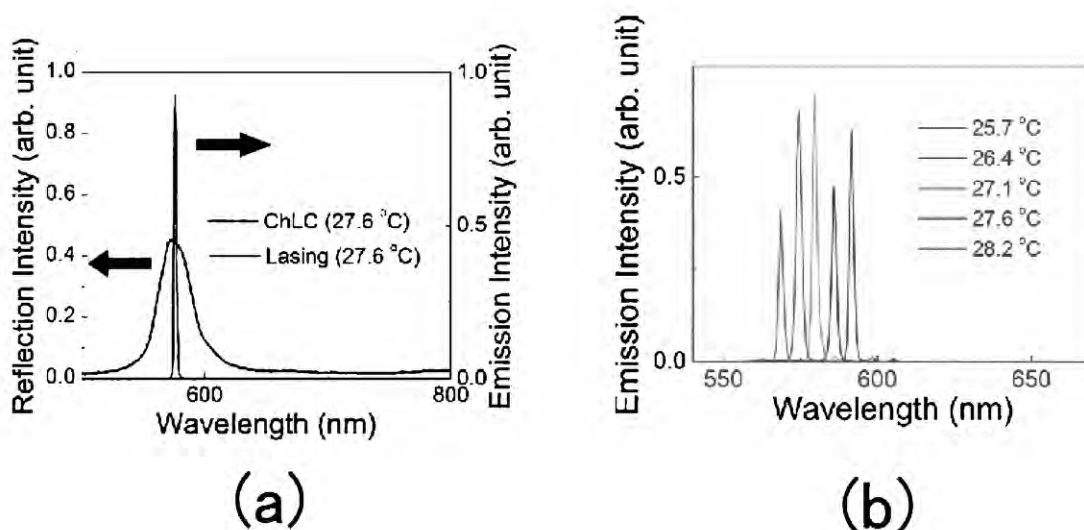 Reflection Intensity (arb. unit)
1.0
0.8
0.6
0.4
0.2
0.0
600
800
Wavelength (nm)
1.0
0.5
0.0
Emission Intensity (arb. unit)
ChLC (27.6 °C)
Lasing (27.6 °C)
(a)
Emission Intensity (arb. unit)
0.5
0.0
550
600
650
Wavelength (nm)
25.7 °C
26.4 °C
27.1 °C
27.6 °C
28.2 °C
(b)